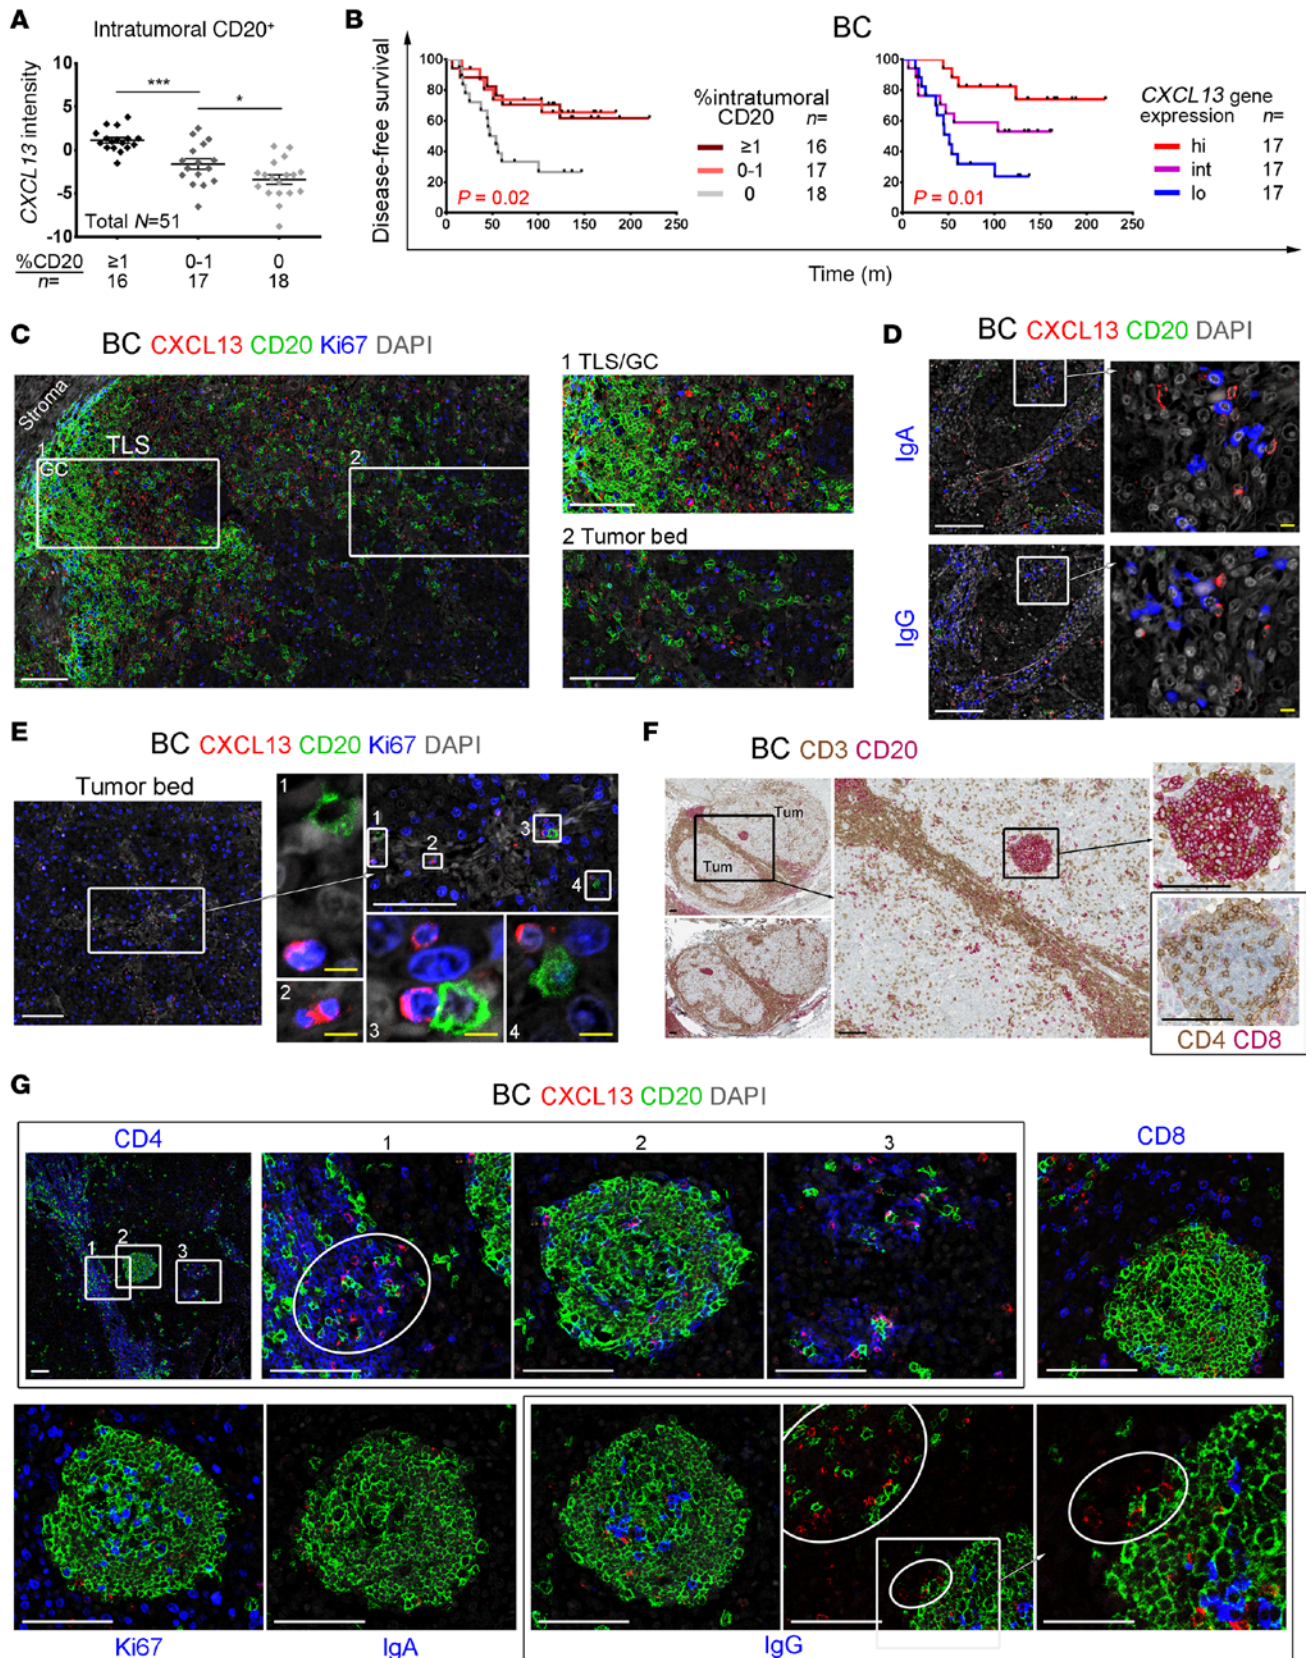 A
Intratumoral CD20⁺
CXCL13 intensity
10
5
0
-5
-10
***
*
Total N=51
%CD20 ≥1 0-1 0
n= 16 17 18
B
Disease-free survival
100
80
60
40
20
0
P = 0.02
0 50 100 150 200 250
%intratumoral
CD20 n=
≥1 16
0-1 17
0 18
BC
100
80
60
40
20
0
P = 0.01
0 50 100 150 200 250
CXCL13 gene
expression n=
hi 17
int 17
lo 17
Time (m)
C
BC CXCL13 CD20 Ki67 DAPI
Stroma
1
GC
TLS
2
1 TLS/GC
2 Tumor bed
D
BC CXCL13 CD20 DAPI
IgA
IgG
E
BC CXCL13 CD20 Ki67 DAPI
Tumor bed
1
2
1
2
3
4
3
4
F
BC CD3 CD20
Tum
Tum
CD4 CD8
G
BC CXCL13 CD20 DAPI
CD4
1
2
3
CD8
1
2
3
Ki67
IgA
IgG